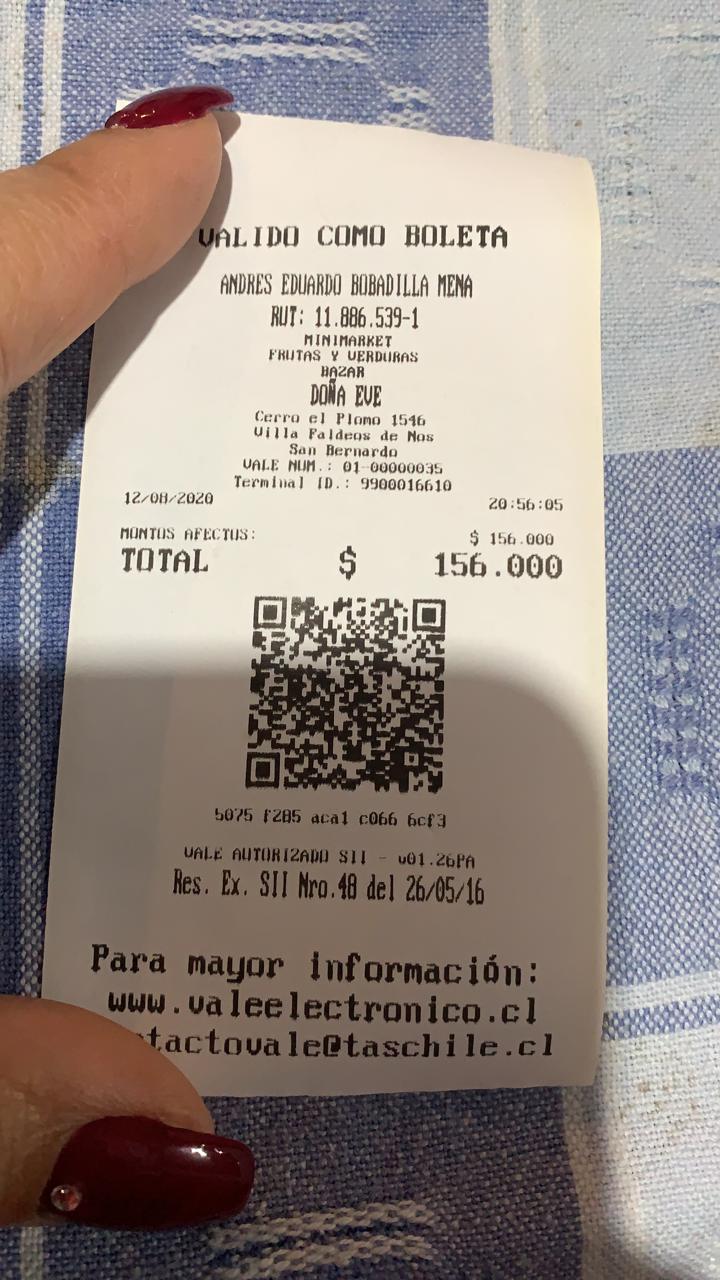 VALIDO COMO BOLETA
ANDRES EDUARDO BOBADILLA MENA
RUT: 11.886.539-1
MINIMARKET
FRUTAS Y VERDURAS
BAZAR
DOÑA EVE
Cerro el Plomo 1546
Villa Faldeos de Nos
San Bernardo
VALE NUM.: 01-00000035
Terminal ID.: 9900016610
12/08/2020 20:56:05
MONTOS AFECTOS: $ 156.000
TOTAL $ 156.000
5075 f285 aca1 c066 6cf3
VALE AUTORIZADO SII - v01.26PA
Res. Ex. SII Nro.48 del 26/05/16
Para mayor información:
www.valeelectronico.cl
tactovale@taschile.cl